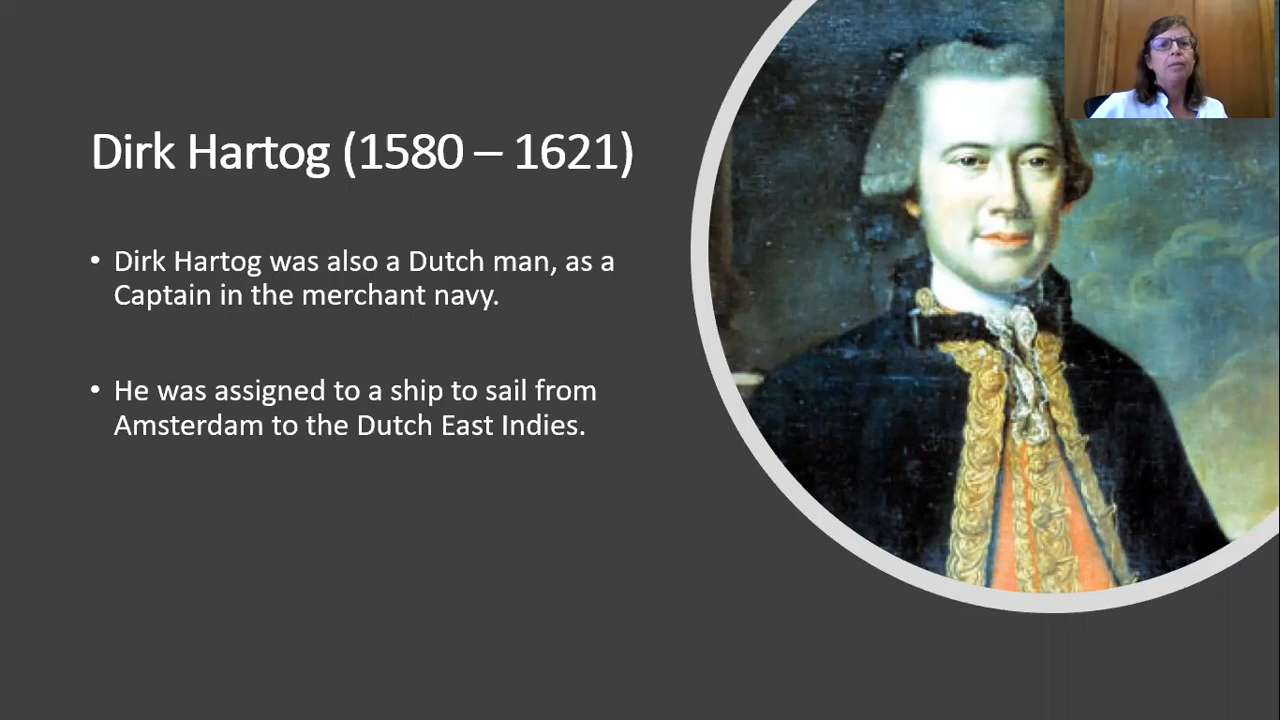 Dirk Hartog (1580 – 1621)
• Dirk Hartog was also a Dutch man, as a
Captain in the merchant navy.
• He was assigned to a ship to sail from
Amsterdam to the Dutch East Indies.